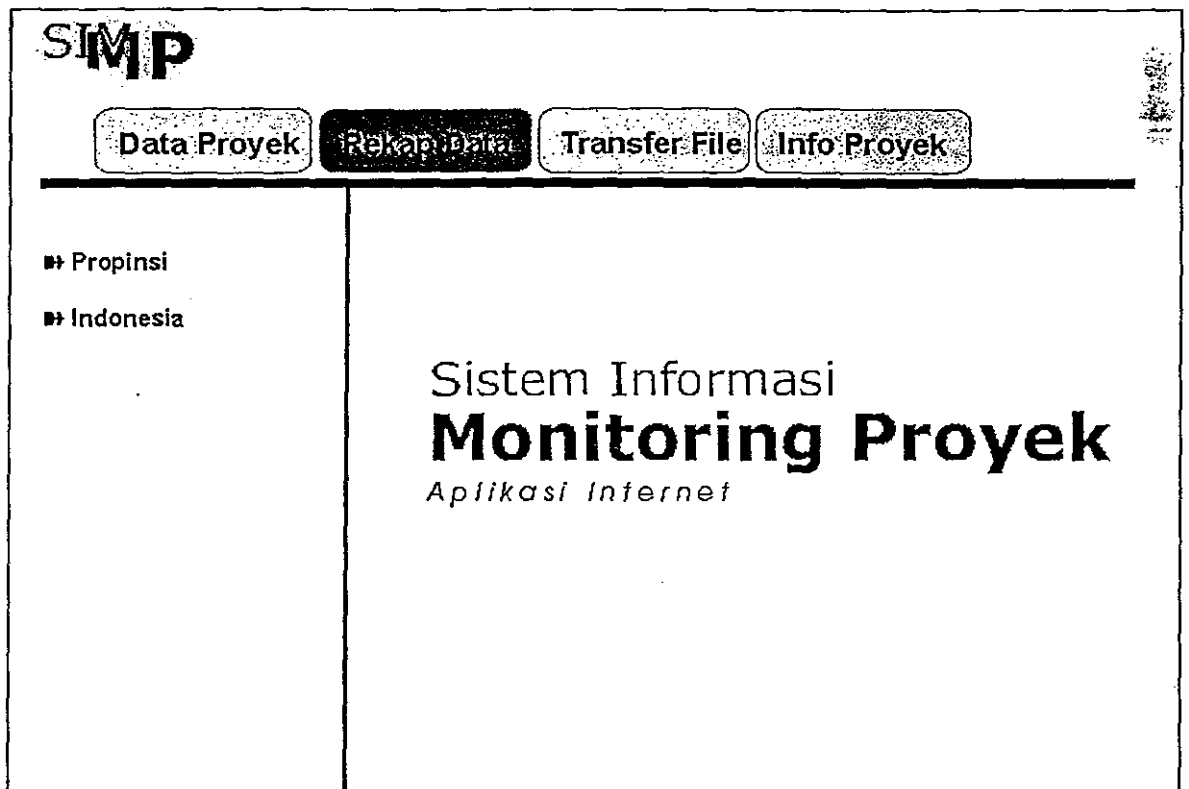 SIMP
Data Proyek Rekap Data Transfer File Info Proyek
Propinsi
Indonesia
Sistem Informasi
Monitoring Proyek
Aplikasi Internet